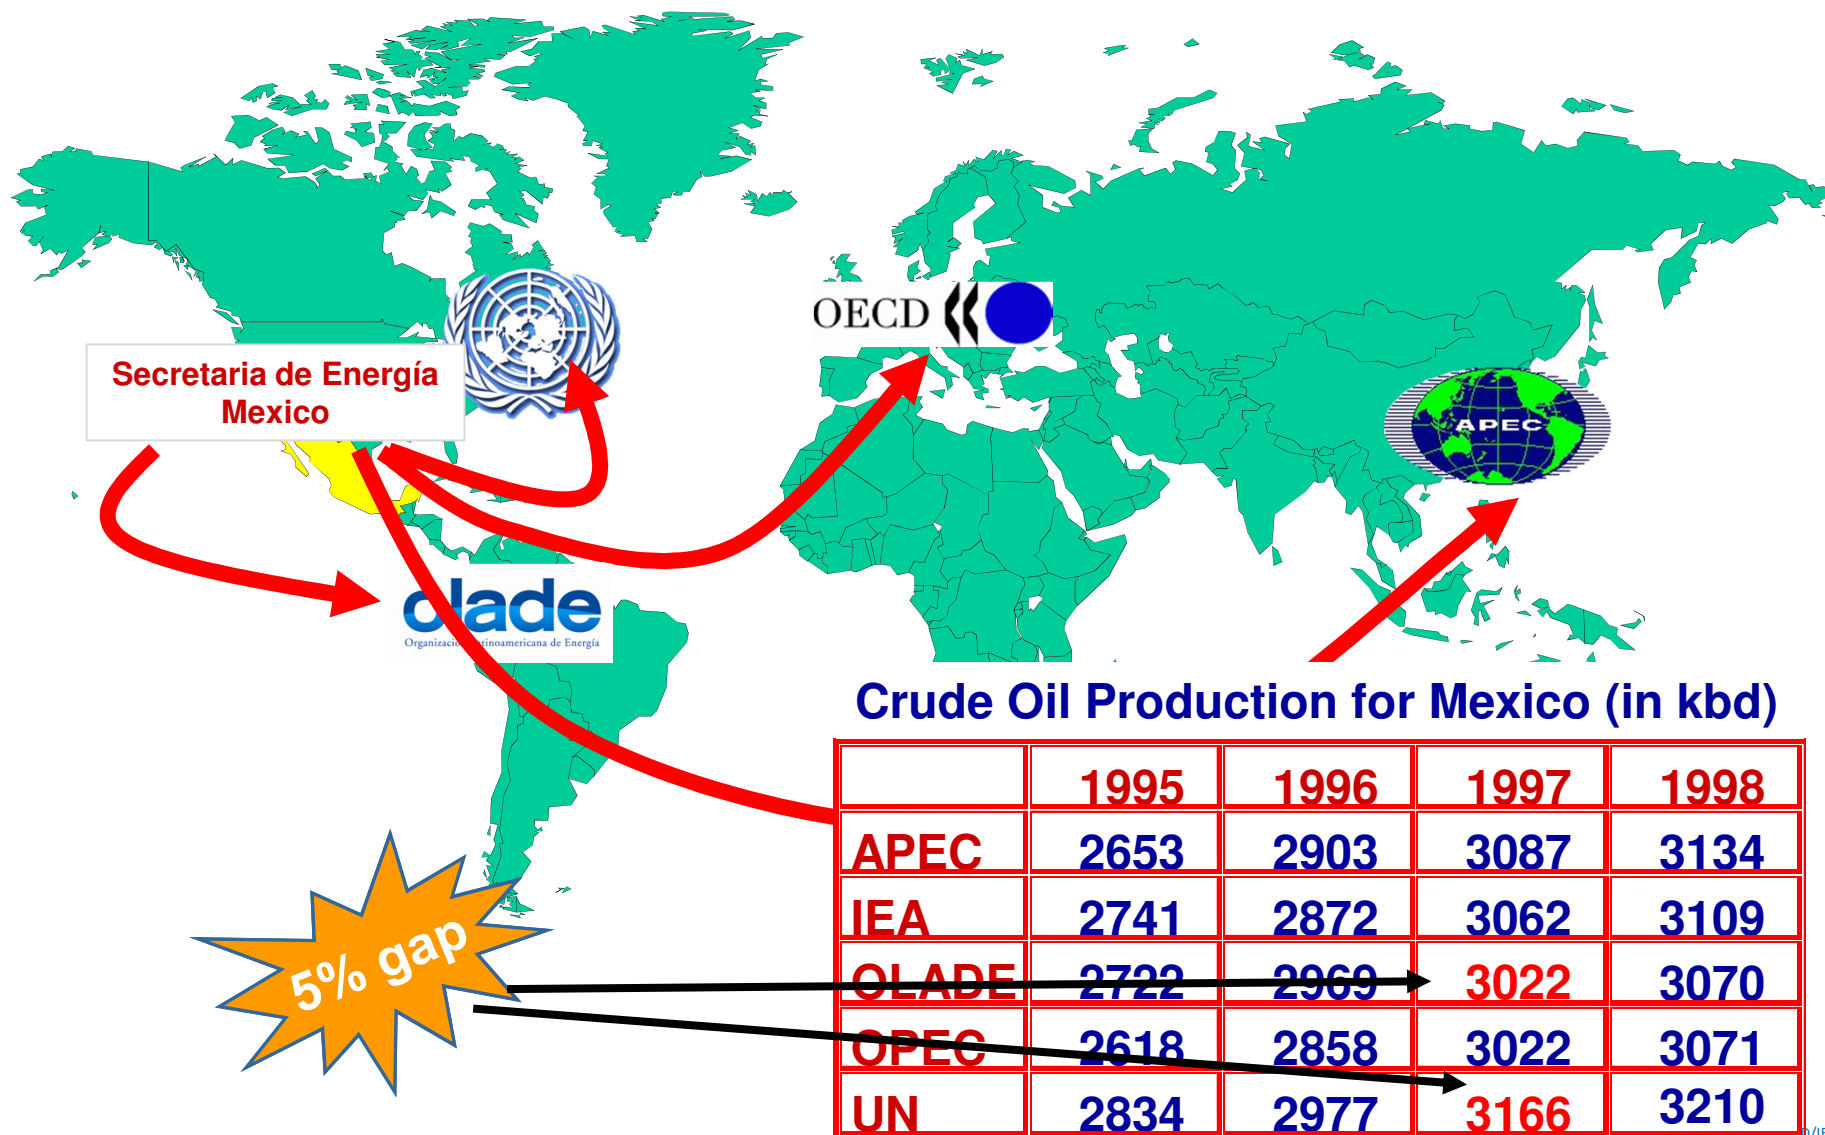 OECD
Secretaria de Energía
Mexico
APEC
olade
Organización Latinoamericana de Energía
Crude Oil Production for Mexico (in kbd)
1995 1996 1997 1998
APEC 2653 2903 3087 3134
IEA 2741 2872 3062 3109
OLADE 2722 2969 3022 3070
OPEC 2618 2858 3022 3071
UN 2834 2977 3166 3210
5% gap